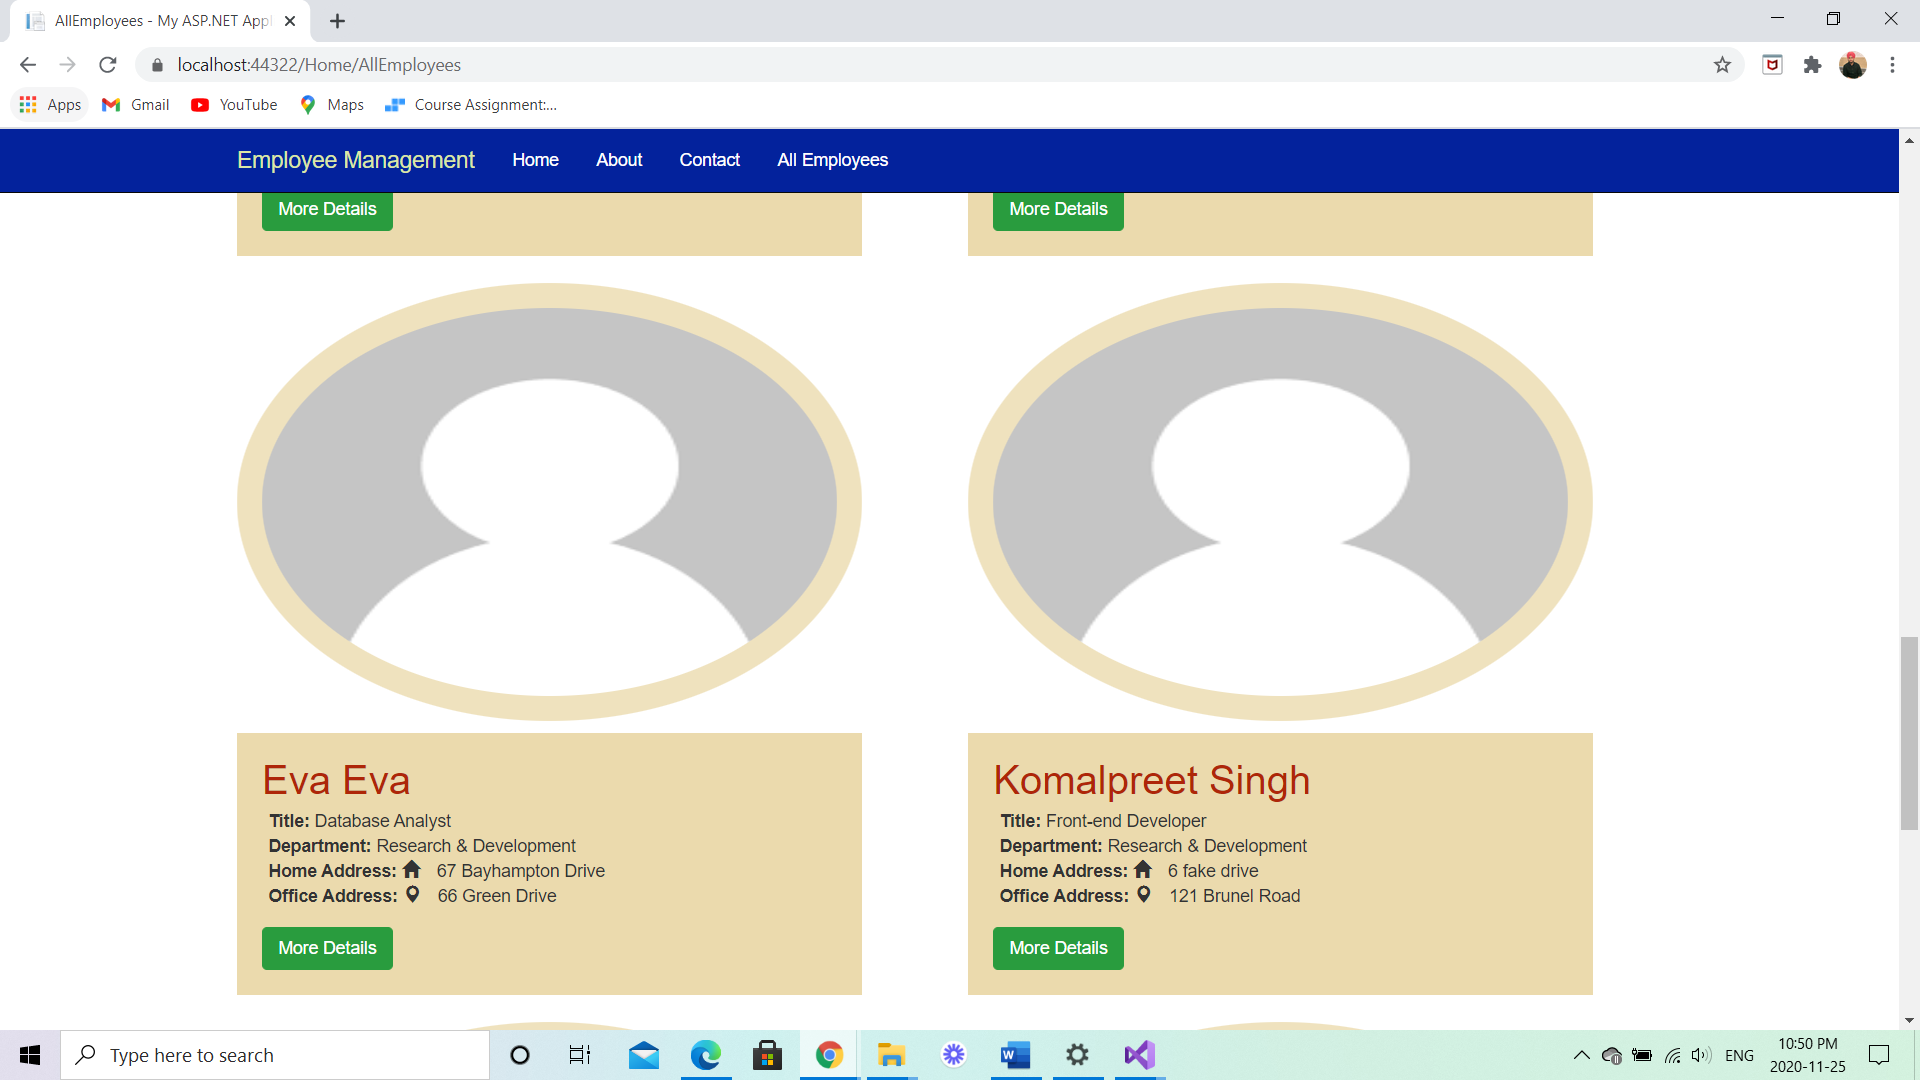 AllEmployees - My ASP.NET Appl
localhost:44322/Home/AllEmployees
Apps Gmail YouTube Maps Course Assignment:...
Employee Management Home About Contact All Employees
More Details More Details
Eva Eva
Title: Database Analyst
Department: Research & Development
Home Address: 67 Bayhampton Drive
Office Address: 66 Green Drive
More Details
Komalpreet Singh
Title: Front-end Developer
Department: Research & Development
Home Address: 6 fake drive
Office Address: 121 Brunel Road
More Details
Type here to search
ENG
10:50 PM
2020-11-25